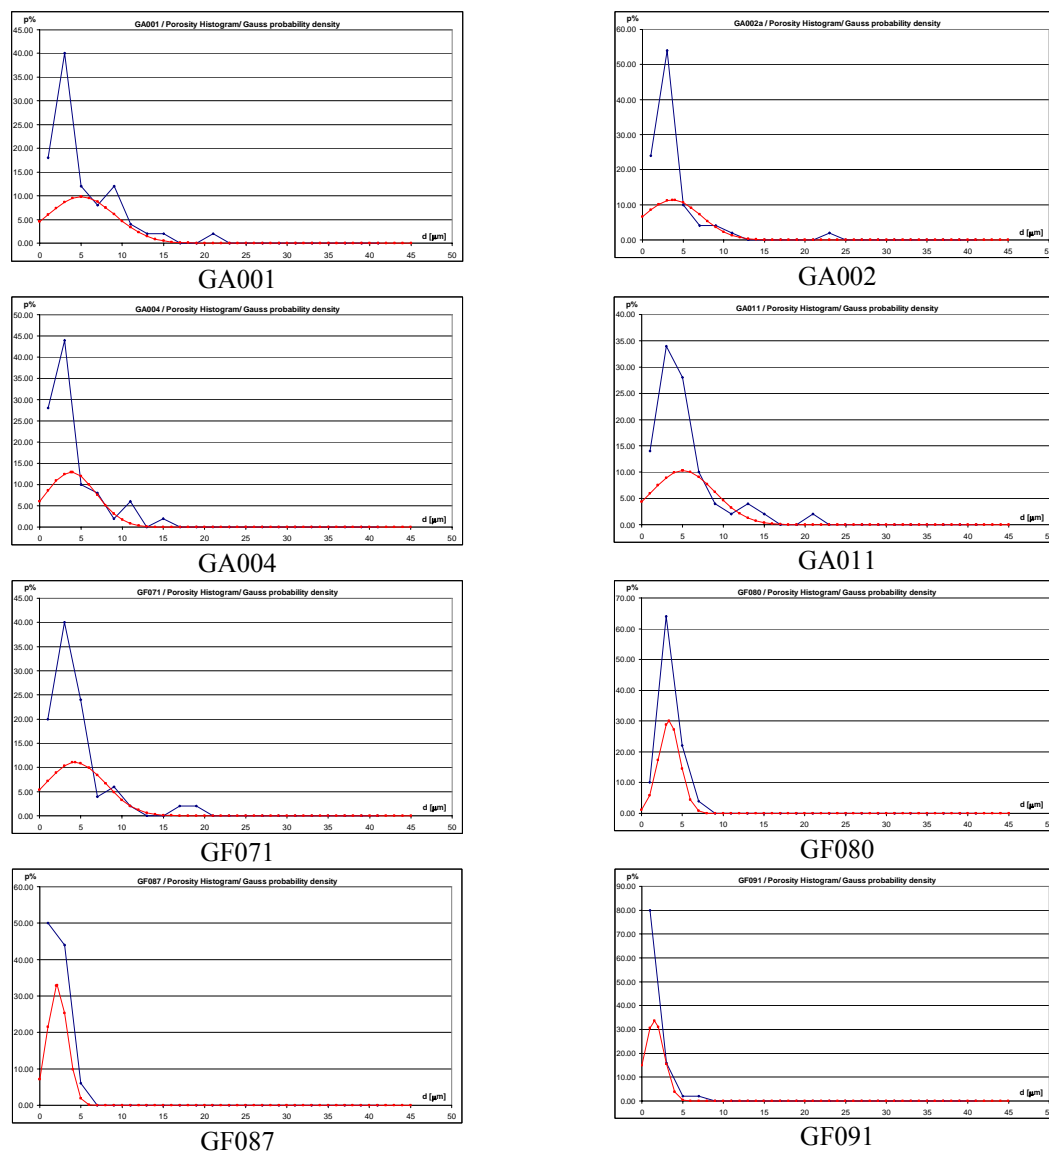 p%
GA001 / Porosity Histogram/ Gauss probability density
45.00
40.00
35.00
30.00
25.00
20.00
15.00
10.00
5.00
0.00
d [µm]
0 5 10 15 20 25 30 35 40 45 50
GA001
p%
GA002a / Porosity Histogram/ Gauss probability density
60.00
50.00
40.00
30.00
20.00
10.00
0.00
d [µm]
0 5 10 15 20 25 30 35 40 45
GA002
p%
GA004 / Porosity Histogram/ Gauss probability density
50.00
45.00
40.00
35.00
30.00
25.00
20.00
15.00
10.00
5.00
0.00
d [µm]
0 5 10 15 20 25 30 35 40 45 50
GA004
p%
GA011 / Porosity Histogram/ Gauss probability density
40.00
35.00
30.00
25.00
20.00
15.00
10.00
5.00
0.00
d [µm]
0 5 10 15 20 25 30 35 40 45
GA011
p%
GF071 / Porosity Histogram/ Gauss probability density
45.00
40.00
35.00
30.00
25.00
20.00
15.00
10.00
5.00
0.00
d [µm]
0 5 10 15 20 25 30 35 40 45 50
GF071
p%
GF080 / Porosity Histogram/ Gauss probability density
70.00
60.00
50.00
40.00
30.00
20.00
10.00
0.00
d [µm]
0 5 10 15 20 25 30 35 40 45
GF080
p%
GF087 / Porosity Histogram/ Gauss probability density
60.00
50.00
40.00
30.00
20.00
10.00
0.00
d [µm]
0 5 10 15 20 25 30 35 40 45 50
GF087
p%
GF091 / Porosity Histogram/ Gauss probability density
90.00
80.00
70.00
60.00
50.00
40.00
30.00
20.00
10.00
0.00
d [µm]
0 5 10 15 20 25 30 35 40 45
GF091